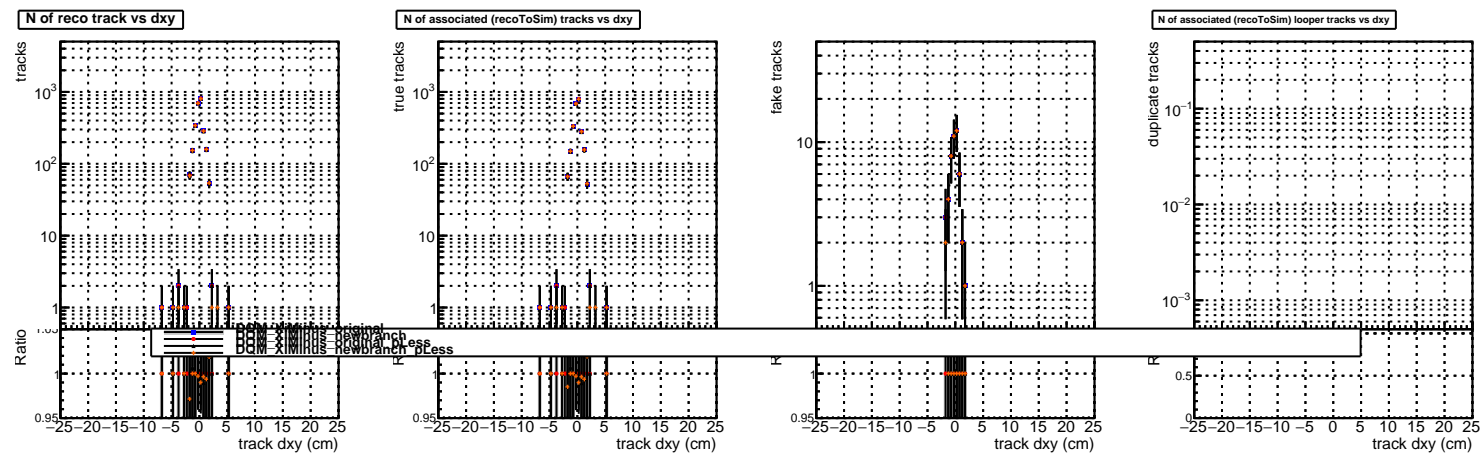 N of reco track vs dxy
tracks
10³
10²
10
1
Ratio
1
0.95
−25 −20 −15 −10 −5 0 5 10 15 20 25
track dxy (cm)
N of associated (recoToSim) tracks vs dxy
true tracks
10³
10²
10
1
Ratio
1
0.95
−25 −20 −15 −10 −5 0 5 10 15 20 25
track dxy (cm)
fake tracks
10
1
0.95
1
−25 −20 −15 −10 −5 0 5 10 15 20 25
track dxy (cm)
N of associated (recoToSim) looper tracks vs dxy
duplicate tracks
10⁻¹
10⁻²
10⁻³
0.5
0
−25 −20 −15 −10 −5 0 5 10 15 20 25
track dxy (cm)
DQM_XiMinus_original
DQM_XiMinus_newbranch
DQM_XiMinus_original_pLess
DQM_XiMinus_newbranch_pLess